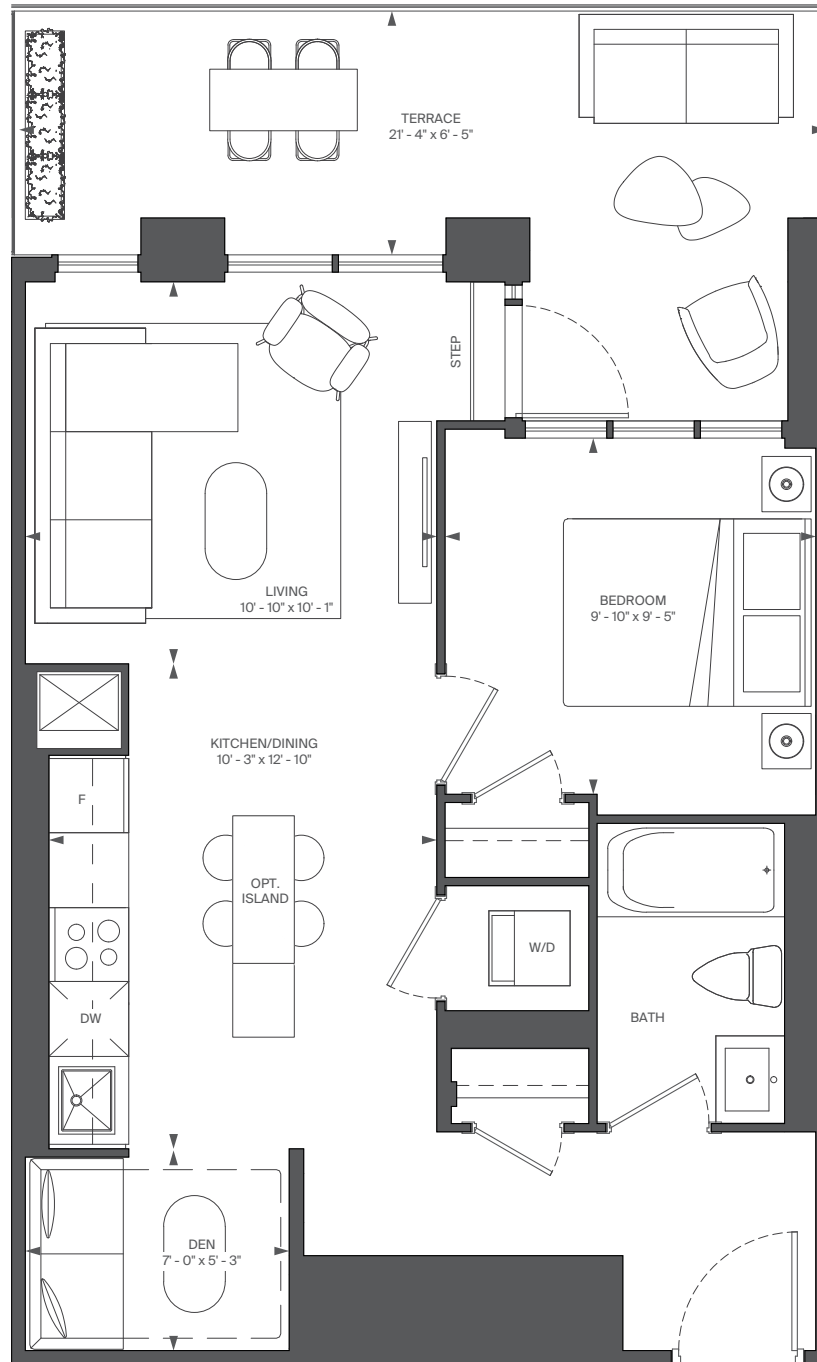 TERRACE
21' - 4" x 6' - 5"
STEP
LIVING
10' - 10" x 10' - 1"
BEDROOM
9' - 10" x 9' - 5"
KITCHEN/DINING
10' - 3" x 12' - 10"
F
OPT.
ISLAND
W/D
DW
BATH
DEN
7' - 0" x 5' - 3"